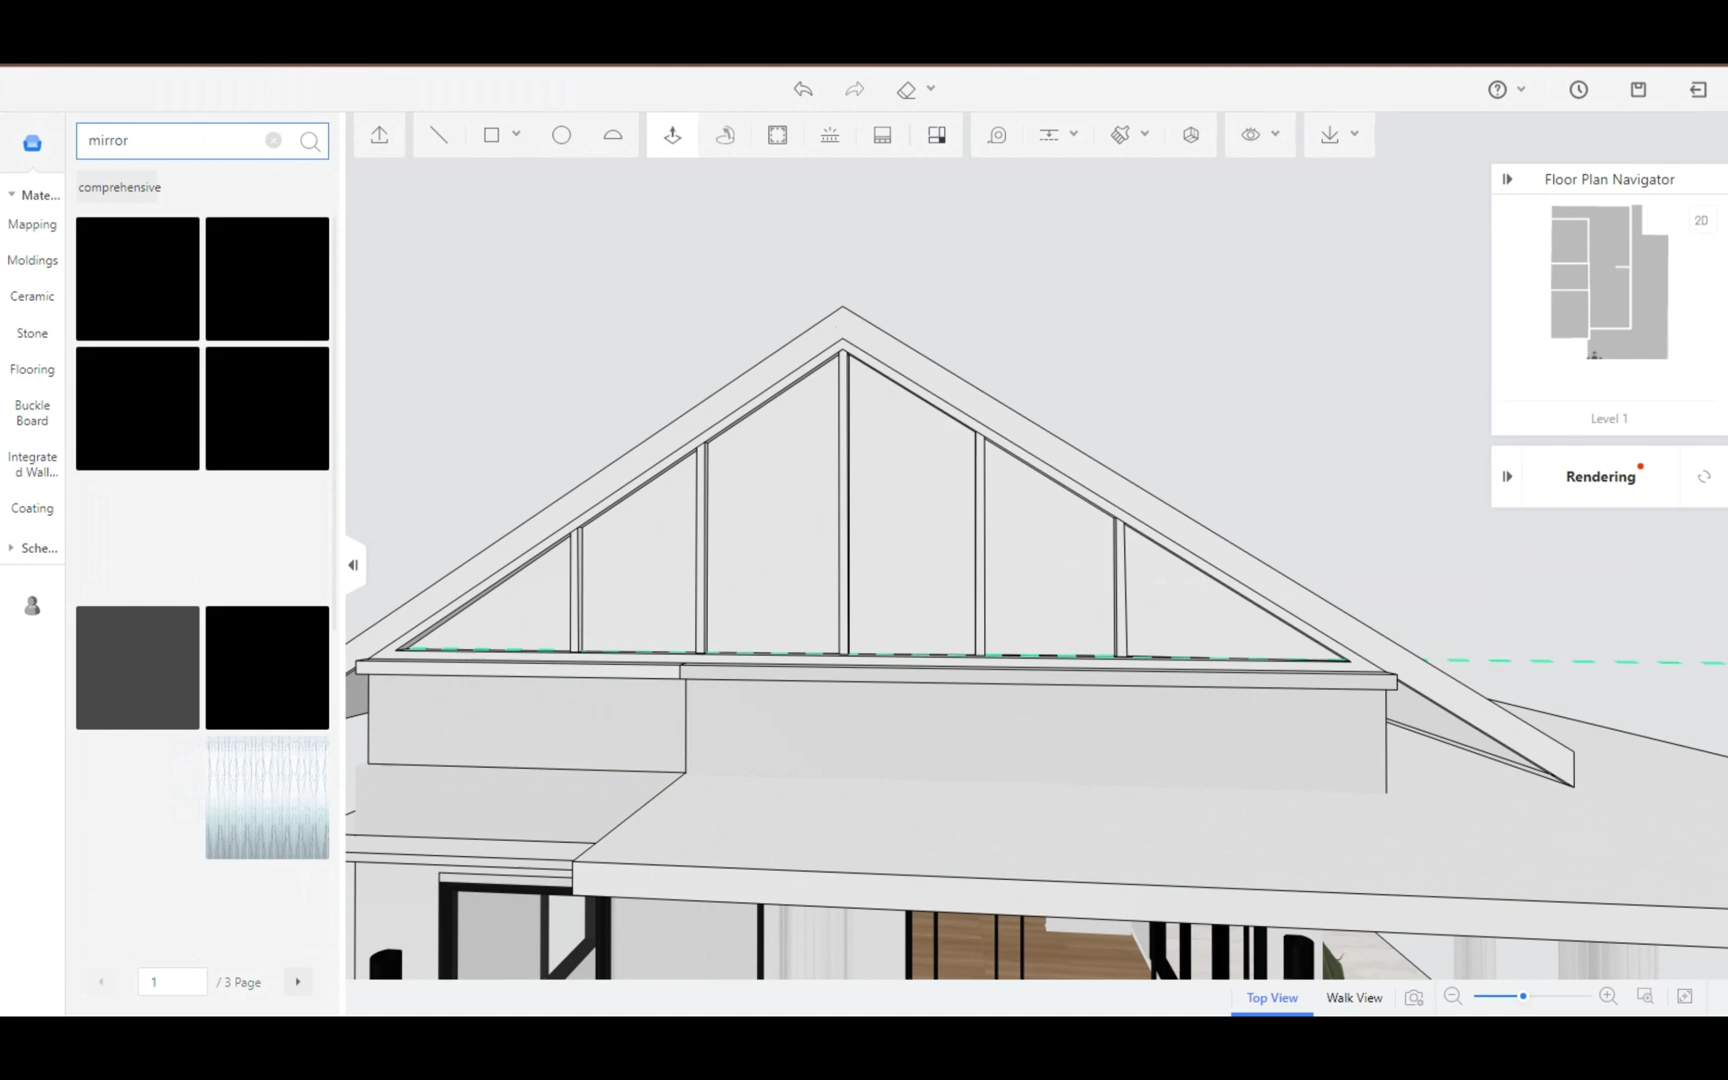 mirror
comprehensive
Mate...
Mapping
Moldings
Ceramic
Stone
Flooring
Buckle
Board
Integrate
d Wall...
Coating
Sche...
1
/ 3 Page
Floor Plan Navigator
2D
Level 1
Rendering
Top View
Walk View